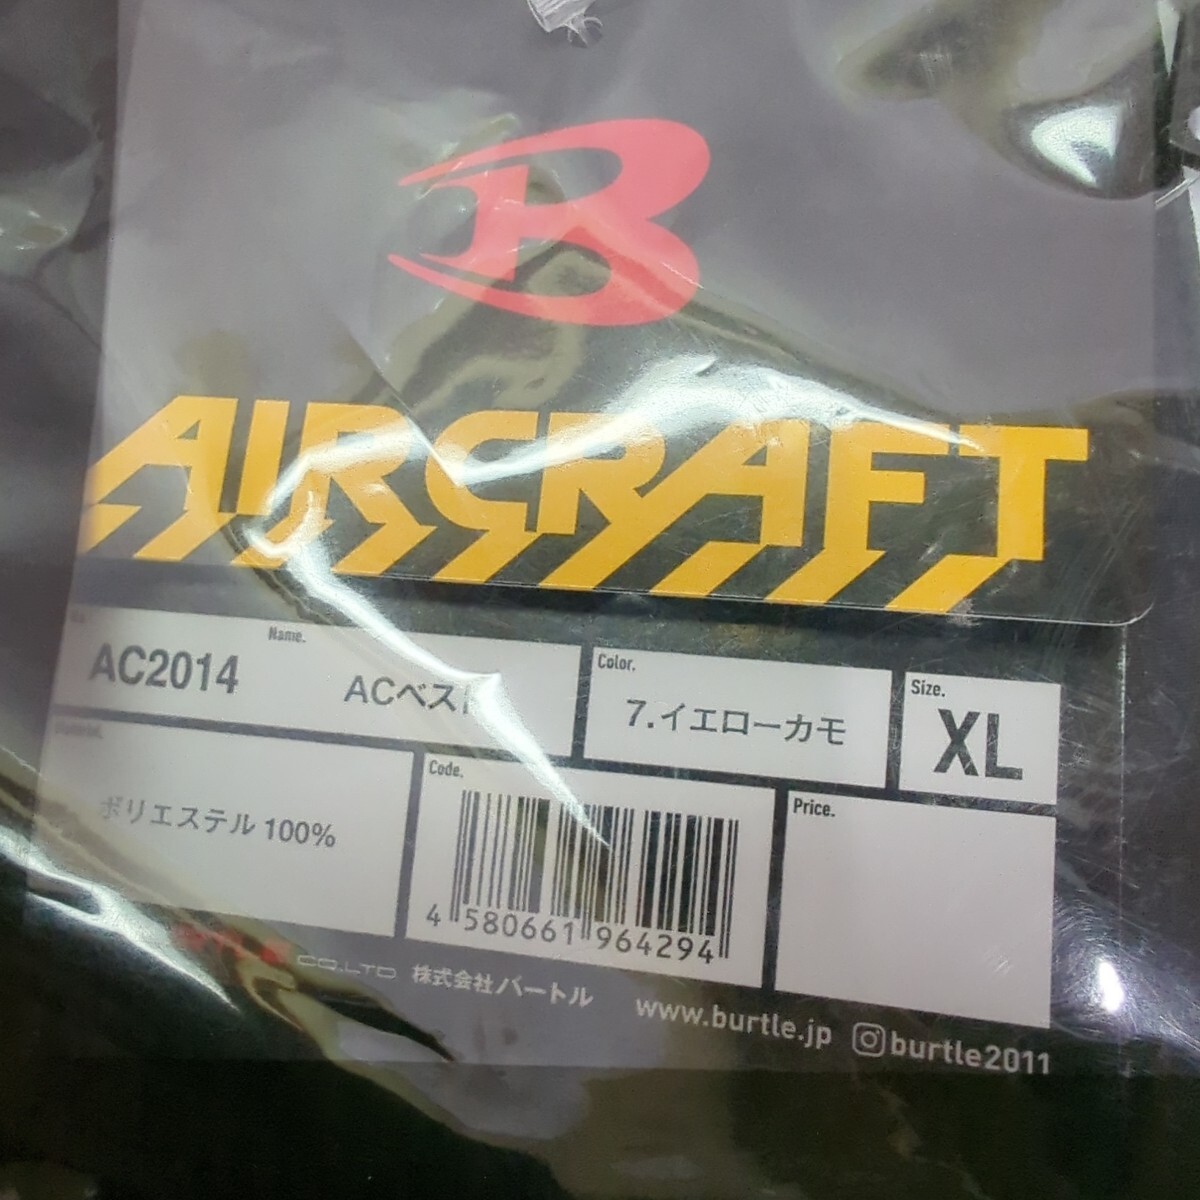 B
AIRCRAFT
Name.
AC2014 ACベスト
Color.
7.イエローカモ
Size.
XL
ポリエステル 100%
Code.
4 580661 964294
Price.
CO.LTD 株式会社バートル www.burtle.jp burtle2011